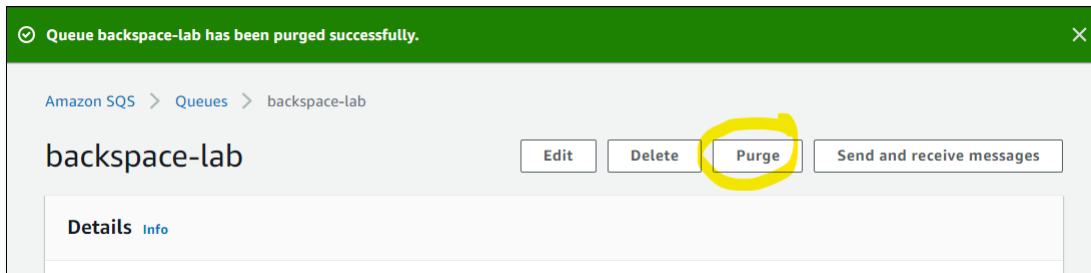 Queue backspace-lab has been purged successfully.
Amazon SQS > Queues > backspace-lab
backspace-lab Edit Delete Purge Send and receive messages
Details Info